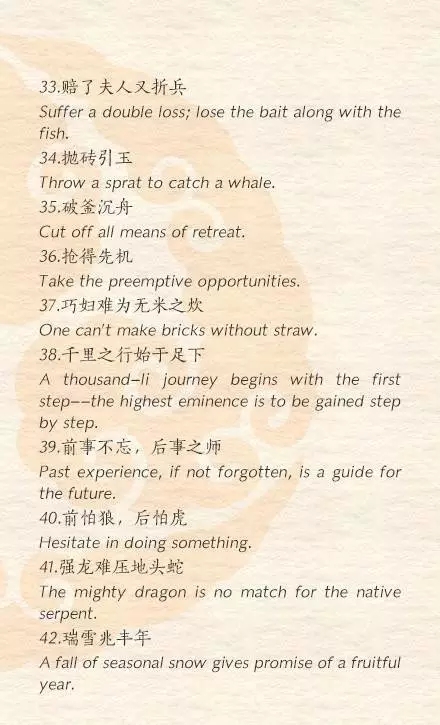 33.赔了夫人又折兵
Suffer a double loss; lose the bait along with the
fish.
34.抛砖引玉
Throw a sprat to catch a whale.
35.破釜沉舟
Cut off all means of retreat.
36.抢得先机
Take the preemptive opportunities.
37.巧妇难为无米之炊
One can't make bricks without straw.
38.千里之行始于足下
A thousand-li journey begins with the first
step--the highest eminence is to be gained step
by step.
39.前事不忘，后事之师
Past experience, if not forgotten, is a guide for
the future.
40.前怕狼，后怕虎
Hesitate in doing something.
41.强龙难压地头蛇
The mighty dragon is no match for the native
serpent.
42.瑞雪兆丰年
A fall of seasonal snow gives promise of a fruitful
year.